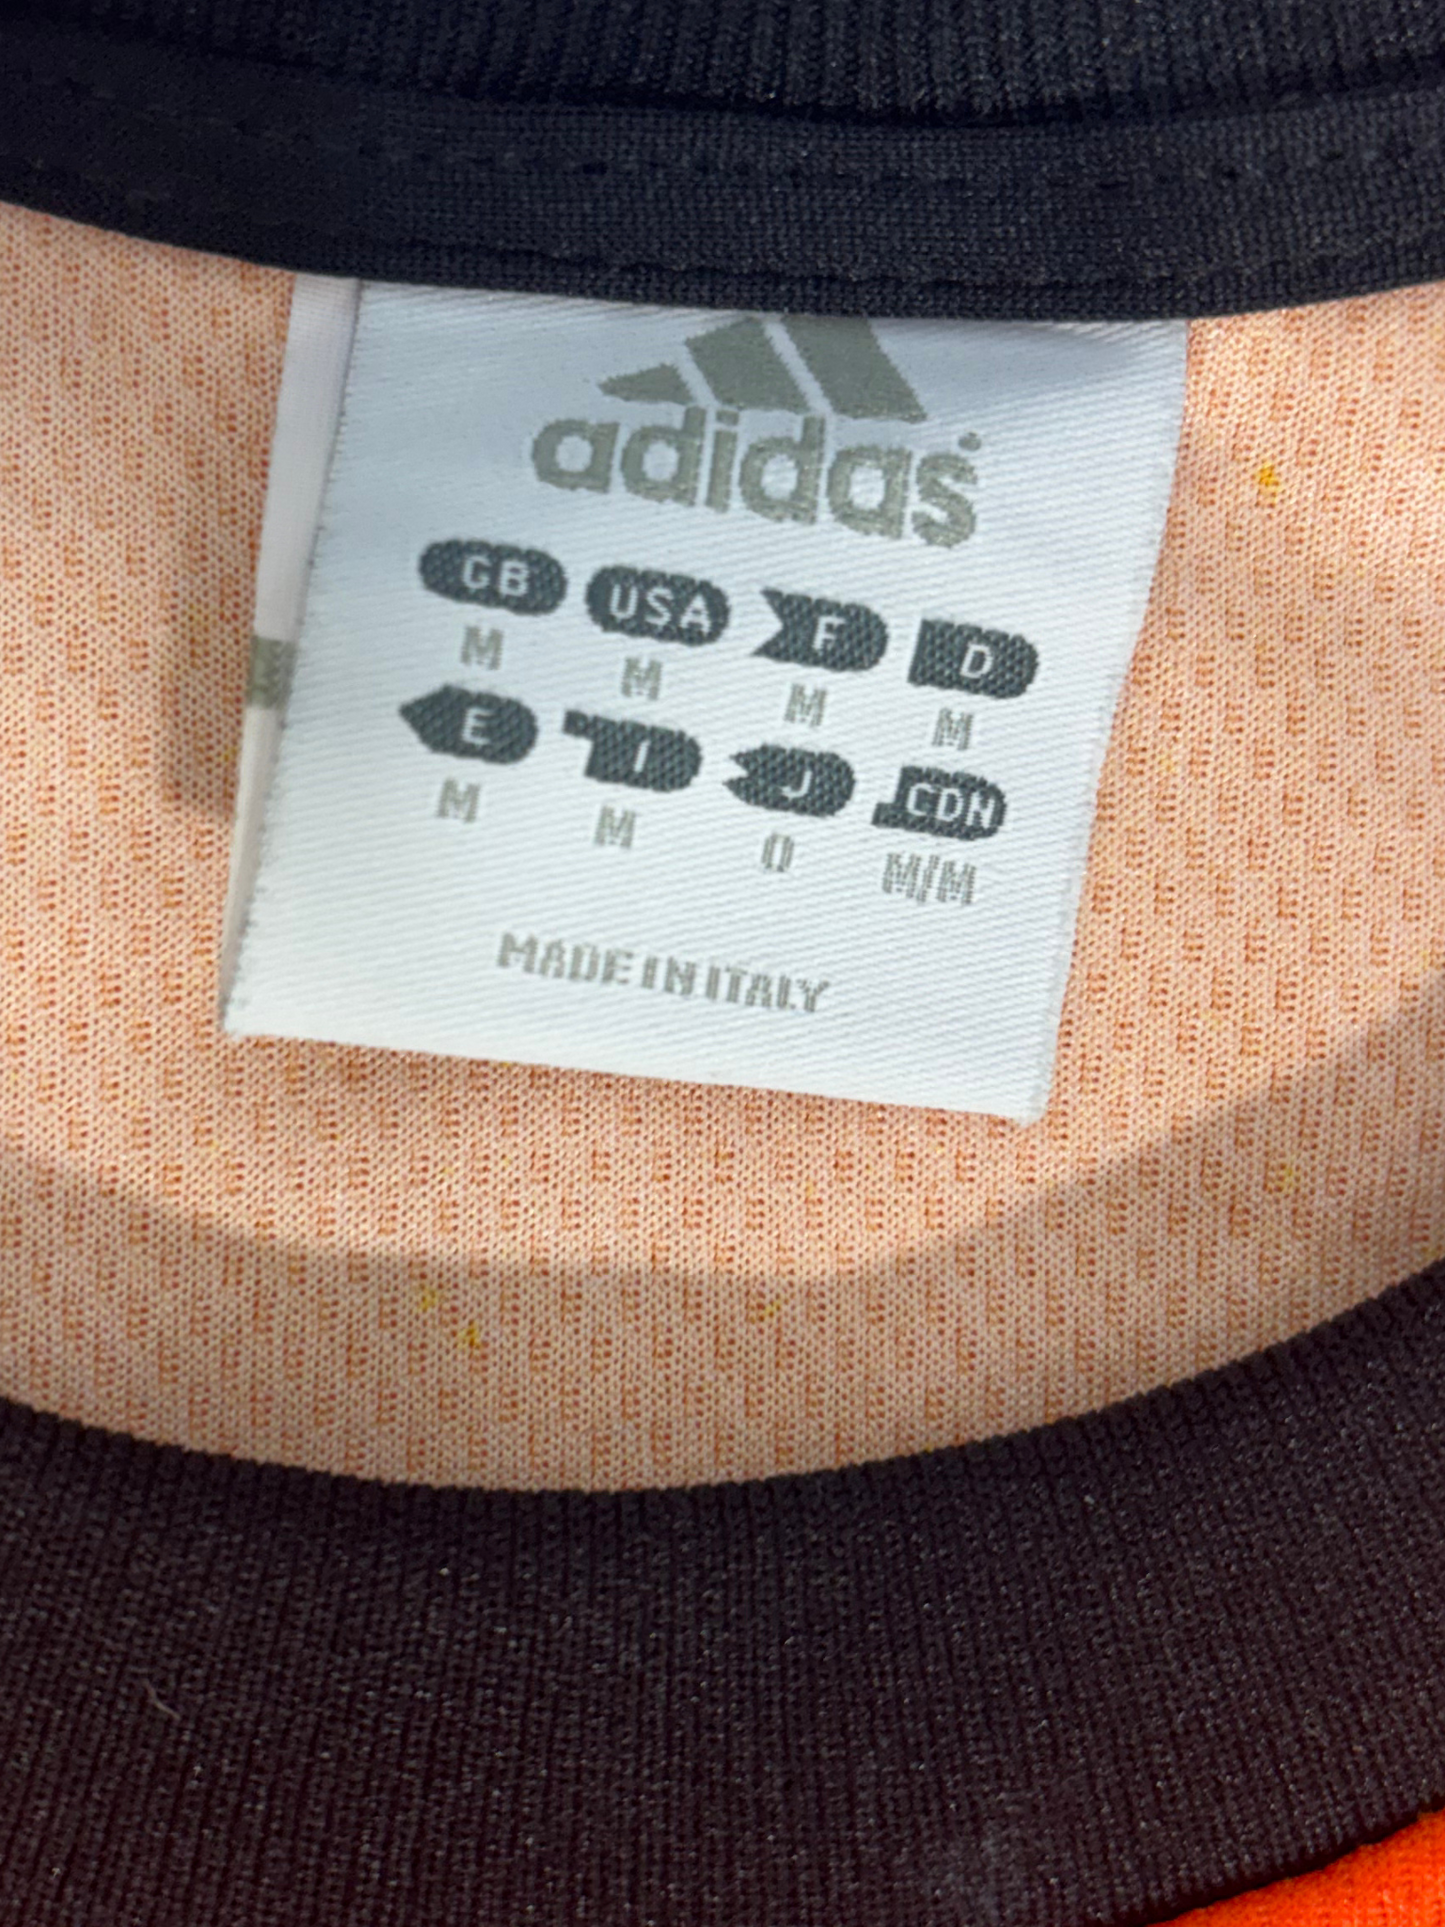 adidas®
GB USA F D
M M M M
E I J CDN
M M O M/M
MADE IN ITALY